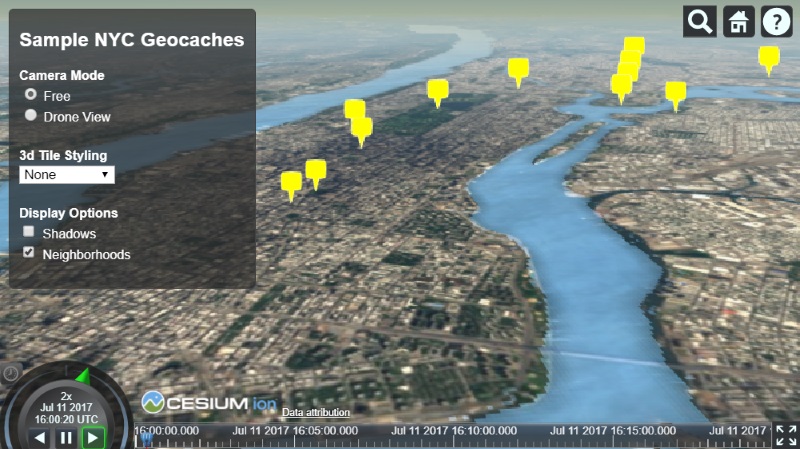 Sample NYC Geocaches
Camera Mode
Free
Drone View
3d Tile Styling
None
Display Options
Shadows
Neighborhoods
2x
Jul 11 2017
16:00:20 UTC
CESIUM ion
Data attribution
16:00:00.000 Jul 11 2017 16:05:00.000 Jul 11 2017 16:10:00.000 Jul 11 2017 16:15:00.000 Jul 11 2017
?